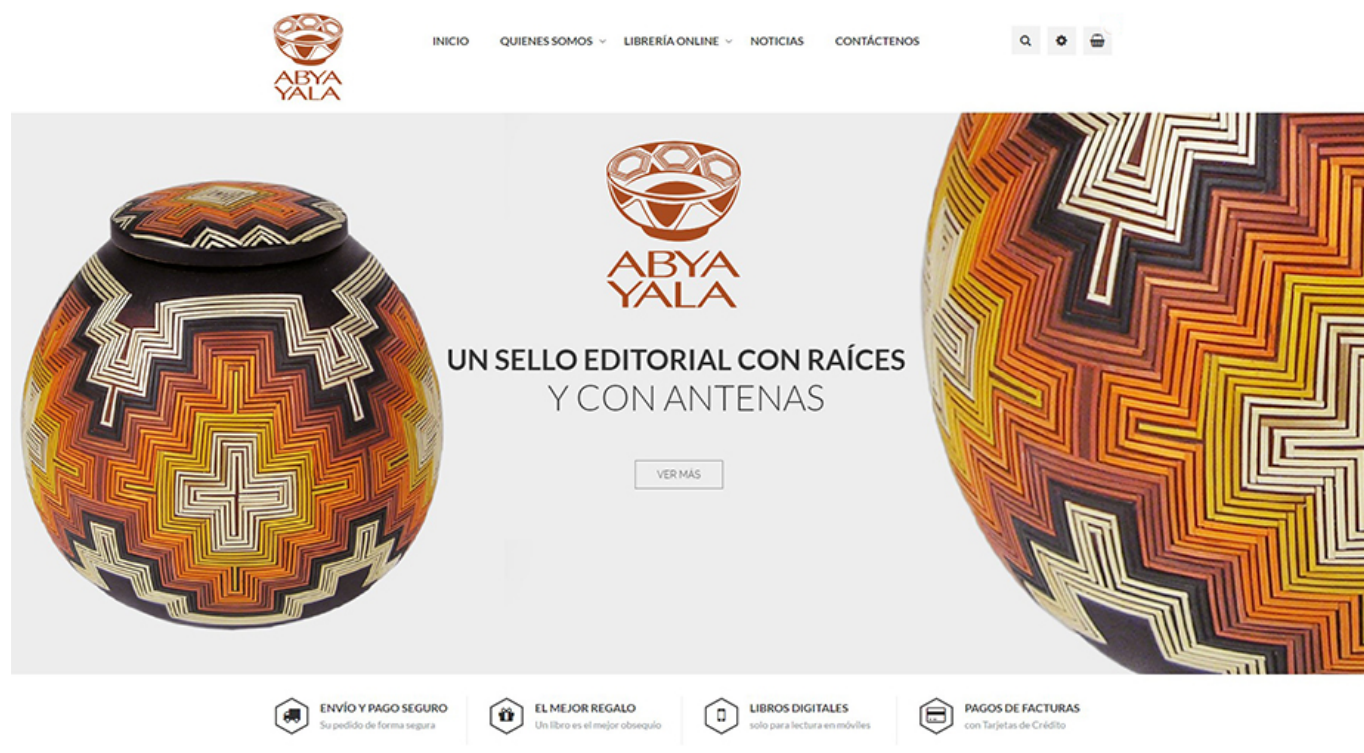 ABYA
YALA
INICIO
QUIENES SOMOS
LIBRERÍA ONLINE
NOTICIAS
CONTÁCTENOS
ABYA
YALA
UN SELLO EDITORIAL CON RAÍCES
Y CON ANTENAS
VER MÁS
ENVÍO Y PAGO SEGURO
Su pedido de forma segura
EL MEJOR REGALO
Un libro es el mejor obsequio
LIBROS DIGITALES
solo para lectura en móviles
PAGOS DE FACTURAS
con Tarjetas de Crédito